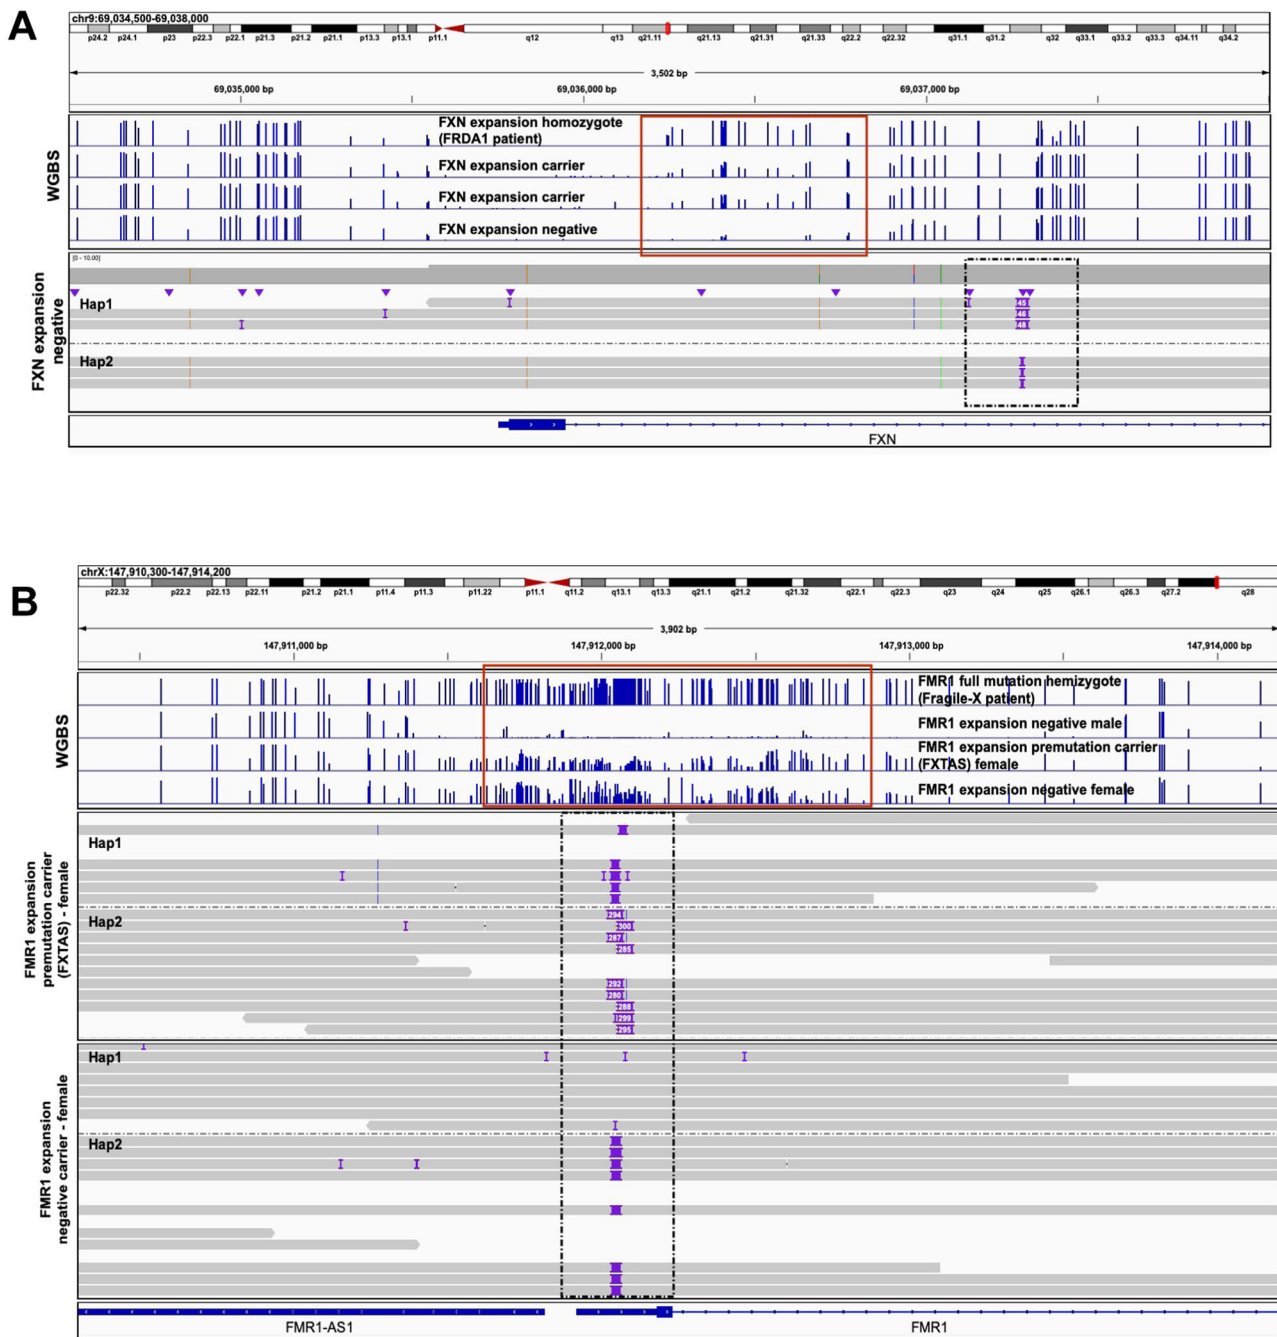 A
chr9:69,034,500-69,038,000
p24.2 p24.1 p23 p22.3 p22.1 p21.3 p21.2 p21.1 p13.3 p13.1 p11.1 q12 q13 q21.11 q21.13 q21.31 q21.33 q22.2 q22.32 q31.1 q31.2 q32 q33.1 q33.2 q33.3 q34.11 q34.2
3,502 bp
69,035,000 bp 69,036,000 bp 69,037,000 bp
WGBS
FXN expansion homozygote
(FRDA1 patient)
FXN expansion carrier
FXN expansion carrier
FXN expansion negative
FXN expansion
negative
[0 - 10.00]
Hap1
45
46
Hap2
FXN
B
chrX:147,910,300-147,914,200
p22.32 p22.2 p22.13 p22.11 p21.2 p21.1 p11.4 p11.3 p11.22 p11.1 q11.2 q13.1 q13.3 q21.1 q21.2 q21.32 q22.1 q22.3 q23 q24 q25 q26.1 q26.3 q27.2 q28
3,902 bp
147,911,000 bp 147,912,000 bp 147,913,000 bp 147,914,000 bp
WGBS
FMR1 full mutation hemizygote
(Fragile-X patient)
FMR1 expansion negative male
FMR1 expansion premutation carrier
(FXTAS) female
FMR1 expansion negative female
FMR1 expansion
premutation carrier
(FXTAS) - female
Hap1
Hap2
294
300
287
285
292
280
288
299
295
FMR1 expansion
negative carrier - female
Hap1
Hap2
FMR1-AS1 FMR1